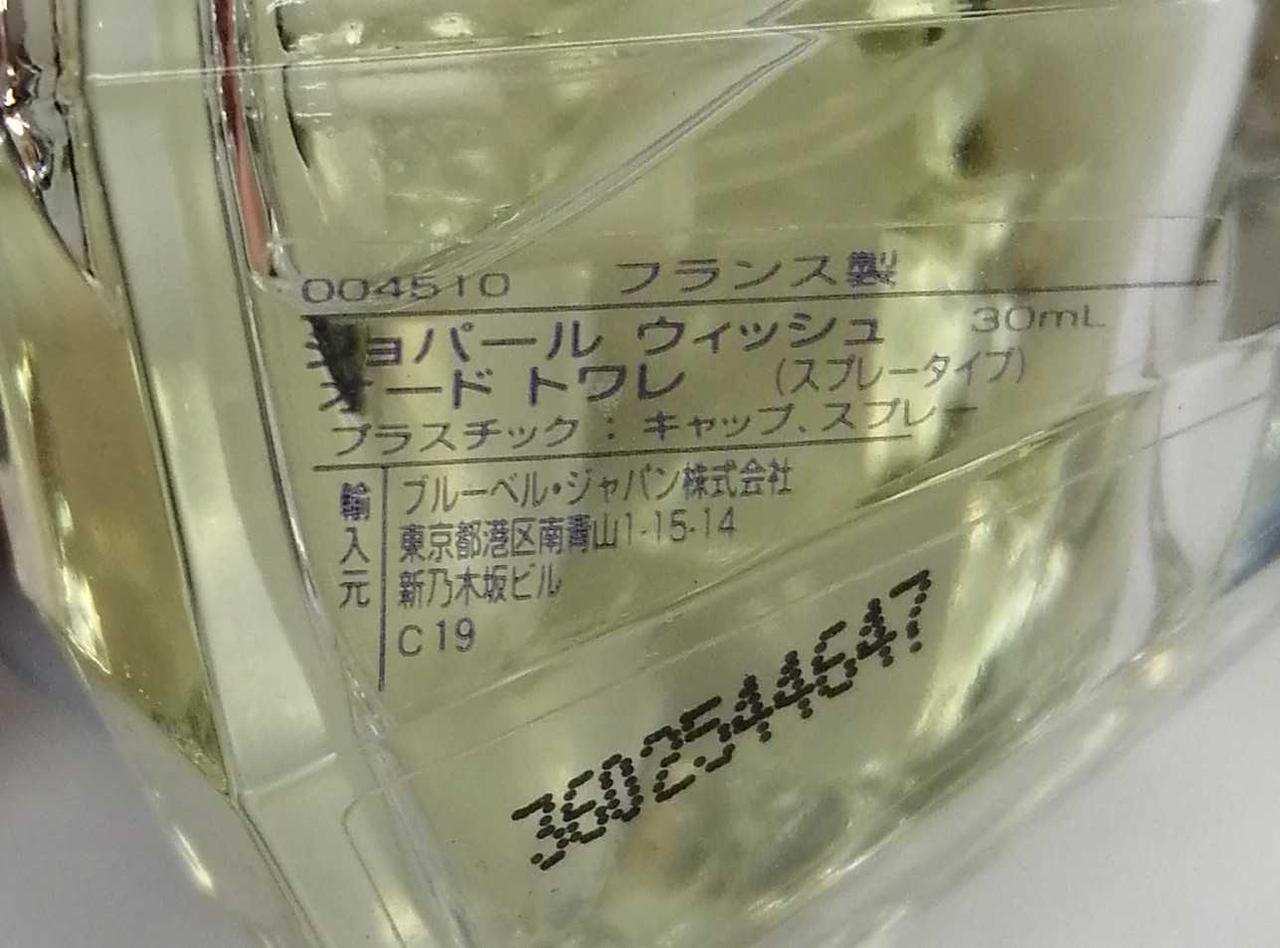 004510 フランス製
ショパール ウィッシュ 30mL
オード トワレ (スプレータイプ)
プラスチック : キャップ、スプレー
輸入元
ブルーベル・ジャパン株式会社
東京都港区南青山1-15-14
新乃木坂ビル
C19
3602544647